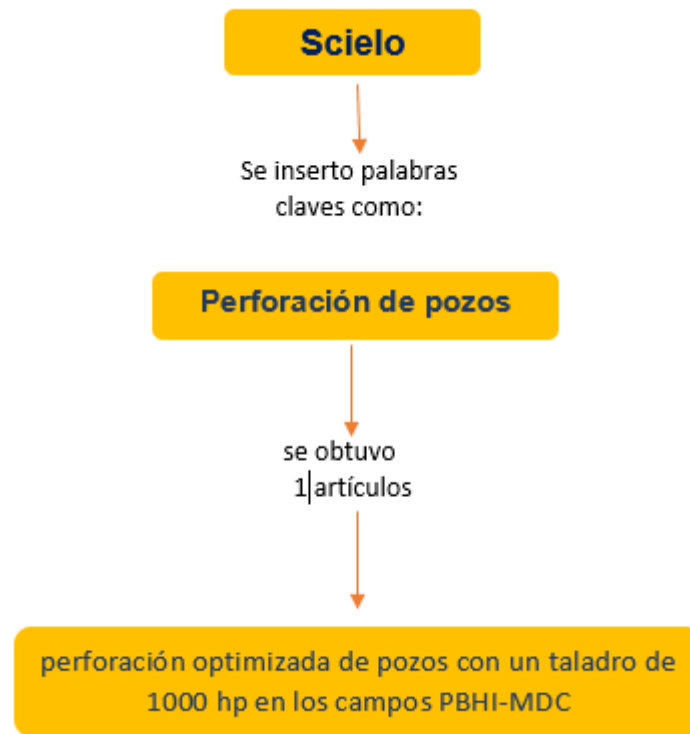 Scielo
Se inserto palabras
claves como:
Perforación de pozos
se obtuvo
1 artículos
perforación optimizada de pozos con un taladro de
1000 hp en los campos PBHI-MDC